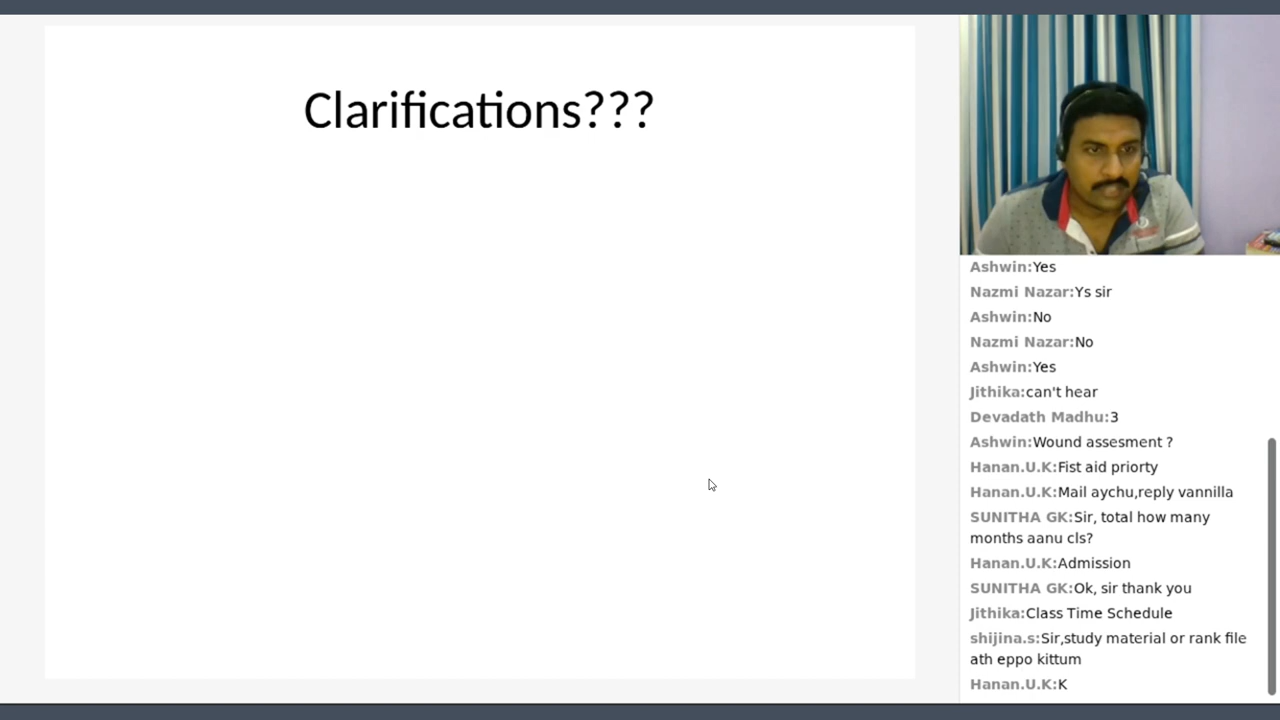 Clarifications???
Ashwin:Yes
Nazmi Nazar:Ys sir
Ashwin:No
Nazmi Nazar:No
Ashwin:Yes
Jithika:can't hear
Devadath Madhu:3
Ashwin:Wound assesment ?
Hanan.U.K:Fist aid priorty
Hanan.U.K:Mail aychu,reply vannilla
SUNITHA GK:Sir, total how many
months aanu cls?
Hanan.U.K:Admission
SUNITHA GK:Ok, sir thank you
Jithika:Class Time Schedule
shijina.s:Sir,study material or rank file
ath eppo kittum
Hanan.U.K:K